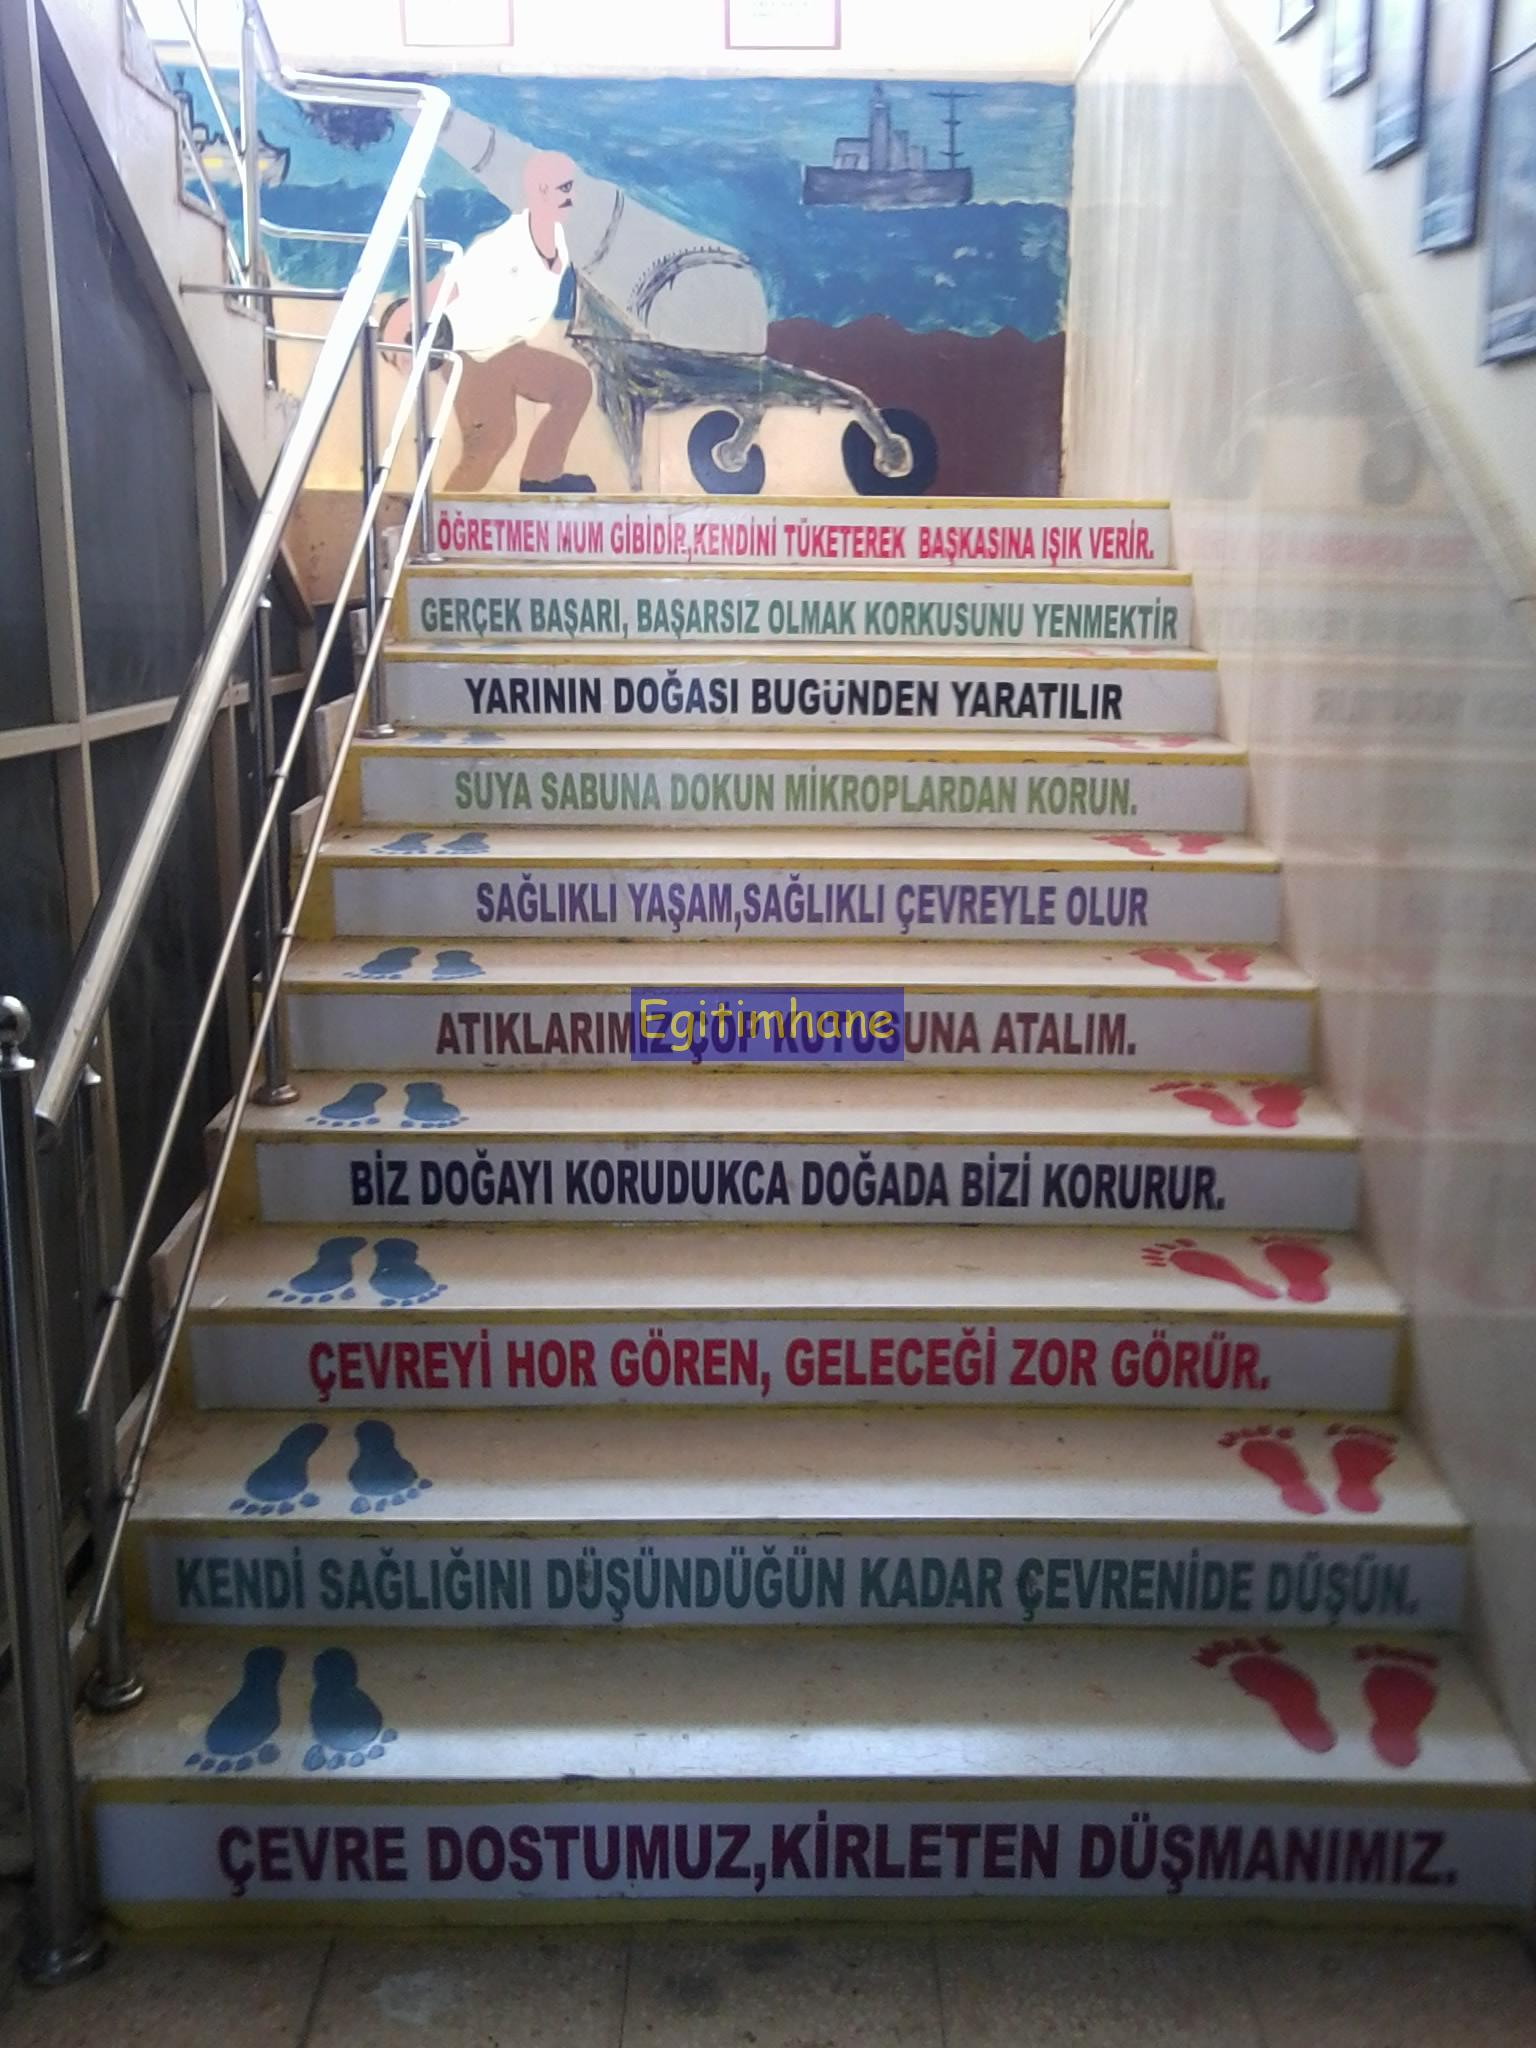 ÖĞRETMEN MUM GİBİDİR,KENDİNİ TÜKETEREK BAŞKASINA IŞIK VERİR.
GERÇEK BAŞARI, BAŞARSIZ OLMAK KORKUSUNU YENMEKTİR
YARININ DOĞASI BUGÜNDEN YARATILIR
SUYA SABUNA DOKUN MİKROPLARDAN KORUN.
SAĞLIKLI YAŞAM,SAĞLIKLI ÇEVREYLE OLUR
ATIKLARIMIZ ÇÖP KUTUSUNA ATALIM.
Egitimhane
BİZ DOĞAYI KORUDUKCA DOĞADA BİZİ KORURUR.
ÇEVREYİ HOR GÖREN, GELECEĞİ ZOR GÖRÜR.
KENDİ SAĞLIĞINI DÜŞÜNDÜĞÜN KADAR ÇEVRENİDE DÜŞÜN.
ÇEVRE DOSTUMUZ,KİRLETEN DÜŞMANIMIZ.